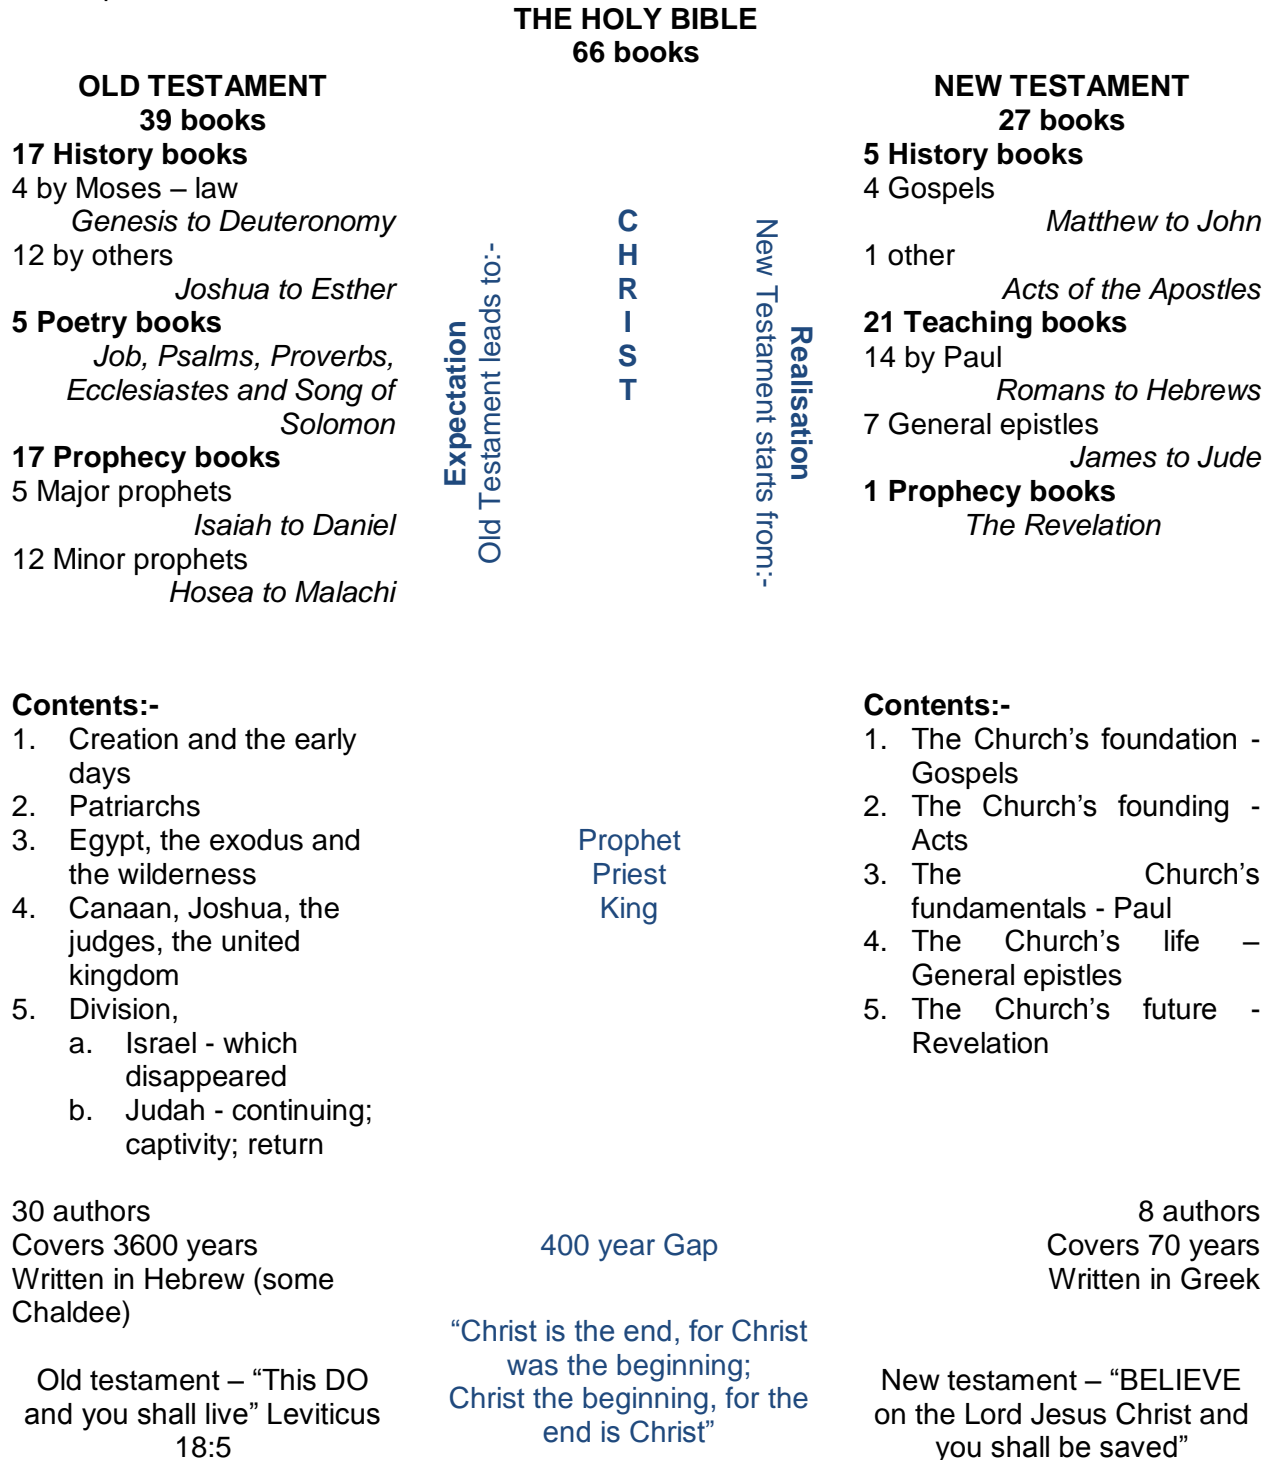 THE HOLY BIBLE
66 books
OLD TESTAMENT
39 books
17 History books
4 by Moses – law
Genesis to Deuteronomy
12 by others
Joshua to Esther
5 Poetry books
Job, Psalms, Proverbs,
Ecclesiastes and Song of
Solomon
17 Prophecy books
5 Major prophets
Isaiah to Daniel
12 Minor prophets
Hosea to Malachi
Expectation
Old Testament leads to:-
C
H
R
I
S
T
Realisation
New Testament starts from:-
NEW TESTAMENT
27 books
5 History books
4 Gospels
Matthew to John
1 other
Acts of the Apostles
21 Teaching books
14 by Paul
Romans to Hebrews
7 General epistles
James to Jude
1 Prophecy books
The Revelation
Contents:-
1. Creation and the early
days
2. Patriarchs
3. Egypt, the exodus and
the wilderness
4. Canaan, Joshua, the
judges, the united
kingdom
5. Division,
a. Israel - which
disappeared
b. Judah - continuing;
captivity; return
Prophet
Priest
King
Contents:-
1. The Church’s foundation -
Gospels
2. The Church’s founding -
Acts
3. The Church’s
fundamentals - Paul
4. The Church’s life –
General epistles
5. The Church’s future -
Revelation
30 authors
Covers 3600 years
Written in Hebrew (some
Chaldee)
400 year Gap
8 authors
Covers 70 years
Written in Greek
Old testament – “This DO
and you shall live” Leviticus
18:5
“Christ is the end, for Christ
was the beginning;
Christ the beginning, for the
end is Christ”
New testament – “BELIEVE
on the Lord Jesus Christ and
you shall be saved”